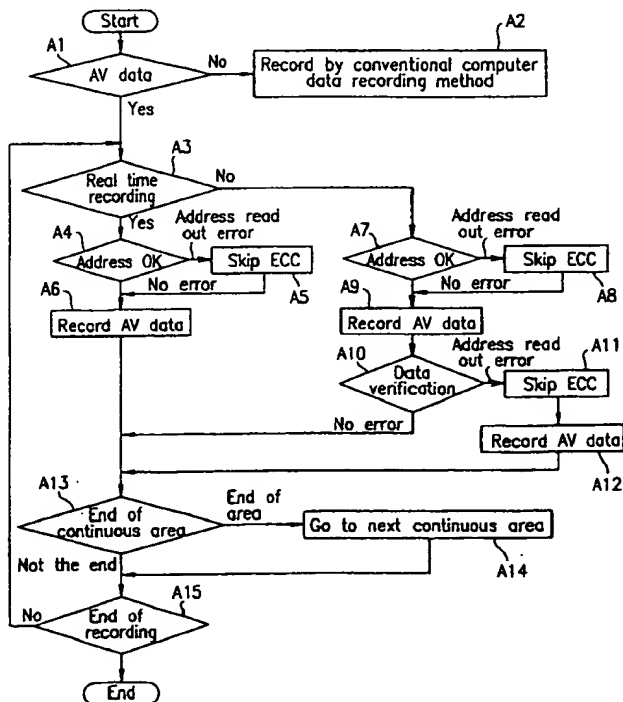 Start
A1
AV data
No
A2
Record by conventional computer
data recording method
Yes
A3
Real time
recording
No
Yes
A4
Address OK
Address read
out error
Skip ECC
A5
No error
A6
Record AV data
A7
Address OK
Address read
out error
Skip ECC
A8
No error
A9
Record AV data
A10
Data
verification
Address read
out error
A11
Skip ECC
No error
Record AV data
A12
A13
End of
continuous area
End of
area
Go to next continuous area
A14
Not the end
A15
No
End of
recording
End